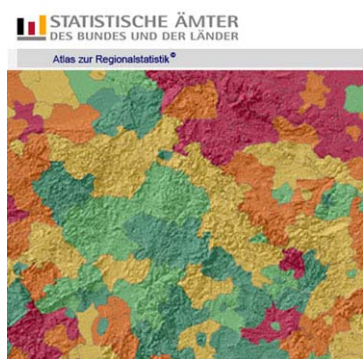 STATISTISCHE ÄMTER
DES BUNDES UND DER LÄNDER
Atlas zur Regionalstatistik©